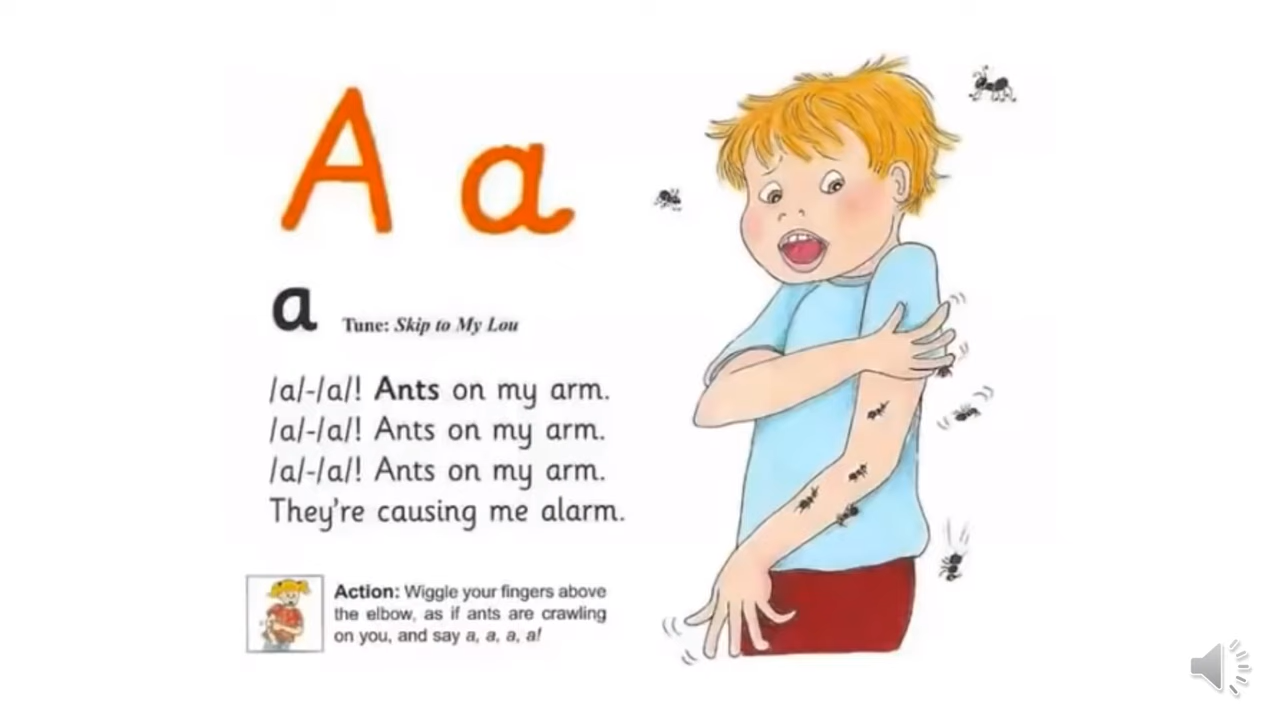 A a
a Tune: Skip to My Lou
/a/-/a/! Ants on my arm.
/a/-/a/! Ants on my arm.
/a/-/a/! Ants on my arm.
They're causing me alarm.
Action: Wiggle your fingers above
the elbow, as if ants are crawling
on you, and say a, a, a, a!